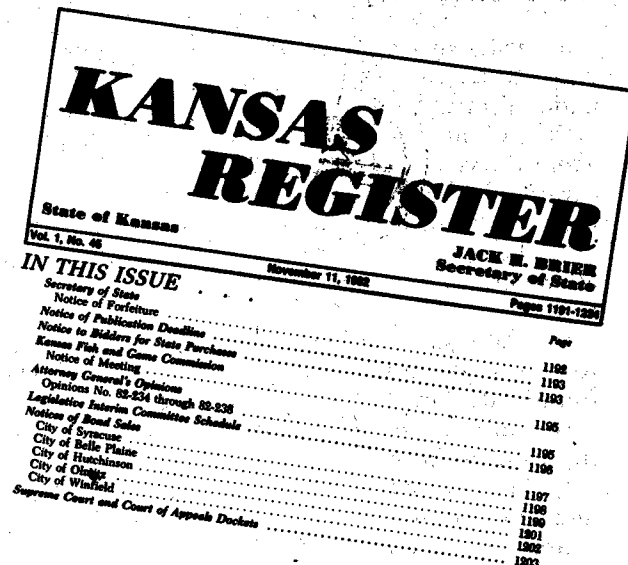 KANSAS
REGISTER
State of Kansas
JACK H. BRIER
Secretary of State
Vol. 1, No.
November 11, 1982
Pages
IN THIS ISSUE . . .
Page
Secretary of State
Notice of Forfeiture ........ 1192
Notice of Publication Deadline ........ 1193
Notice to Bidders for State Purchases ........ 1193
Kansas Fish and Game Commission
Notice of Meeting ........ 1195
Attorney General's Opinions
Opinions No. 82-234 through 82-238 ........ 1195
Legislative Interim Committee Schedule ........ 1196
Notices of Bond Sales
City of Syracuse ........ 1197
City of Belle Plaine ........ 1198
City of Hutchinson ........ 1199
City of Olmitz ........ 1201
City of Winfield ........ 1202
Supreme Court and Court of Appeals Dockets ........ 1203